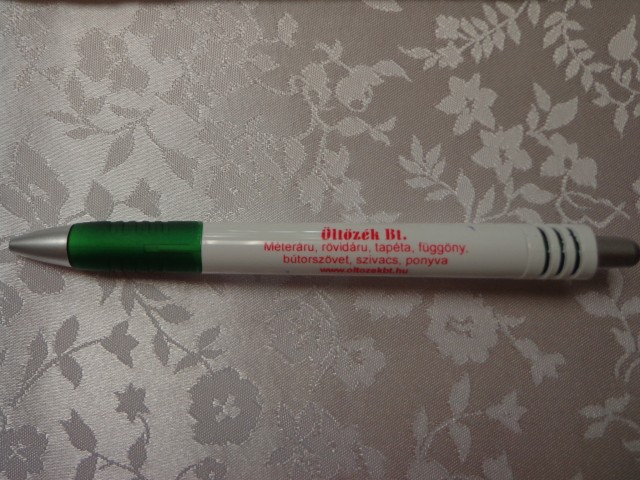 Öltözék Bt.
Méteráru, rövidáru, tapéta, függöny,
bútorszövet, szivacs, ponyva
www.oltozekbt.hu